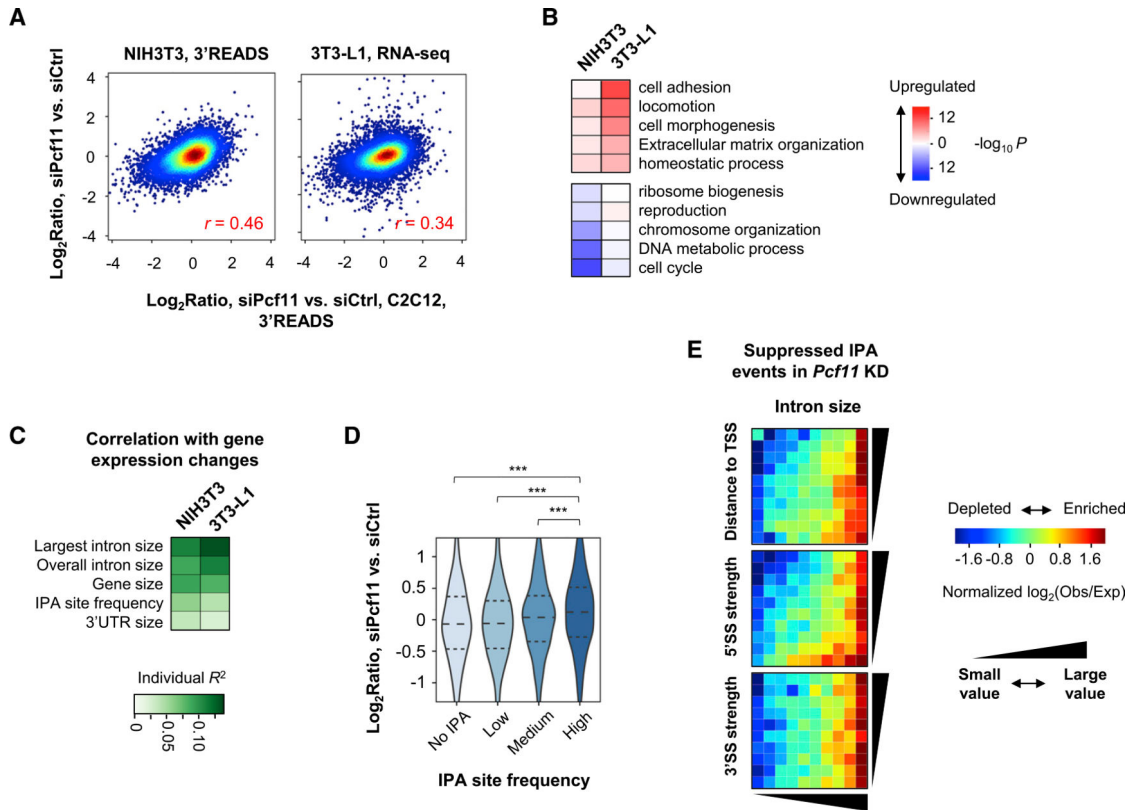 A
NIH3T3, 3'READS
3T3-L1, RNA-seq
Log2Ratio, siPcf11 vs. siCtrl
4
2
0
-2
-4
r = 0.46
r = 0.34
-4 -2 0 2 4
-4 -2 0 2 4
Log2Ratio, siPcf11 vs. siCtrl, C2C12,
3'READS
B
NIH3T3
3T3-L1
cell adhesion
locomotion
cell morphogenesis
Extracellular matrix organization
homeostatic process
ribosome biogenesis
reproduction
chromosome organization
DNA metabolic process
cell cycle
Upregulated
12
0
12
-log10 P
Downregulated
C
Correlation with gene
expression changes
NIH3T3
3T3-L1
Largest intron size
Overall intron size
Gene size
IPA site frequency
3'UTR size
Individual R2
0
0.05
0.10
D
Log2Ratio, siPcf11 vs. siCtrl
***
***
***
1
0.5
0
-0.5
-1
No IPA
Low
Medium
High
IPA site frequency
E
Suppressed IPA
events in Pcf11 KD
Intron size
Distance to TSS
5'SS strength
3'SS strength
Depleted
Enriched
-1.6 -0.8 0 0.8 1.6
Normalized log2(Obs/Exp)
Small
value
Large
value